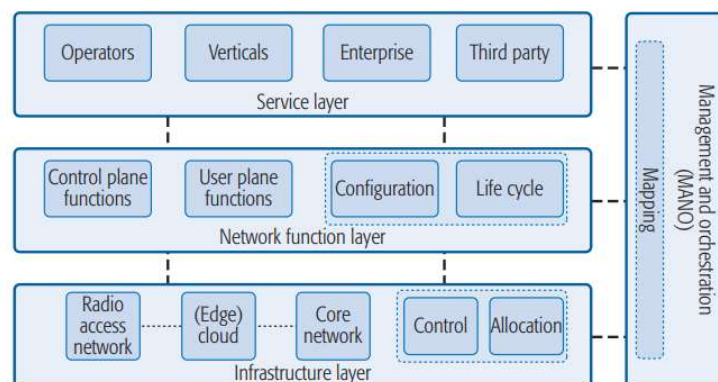 Operators
Verticals
Enterprise
Third party
Service layer
Control plane
functions
User plane
functions
Configuration
Life cycle
Network function layer
Radio
access
network
(Edge)
cloud
Core
network
Control
Allocation
Infrastructure layer
Mapping
Management and orchestration
(MANO))